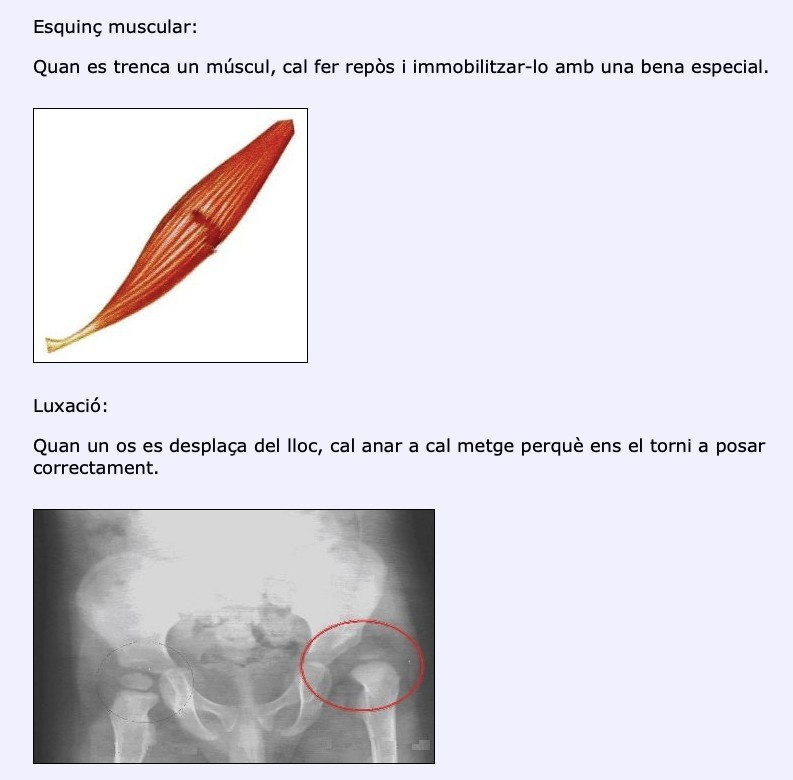 Esquinç muscular:
Quan es trenca un múscul, cal fer repòs i immobilitzar-lo amb una bena especial.
Luxació:
Quan un os es desplaça del lloc, cal anar a cal metge perquè ens el torni a posar
correctament.